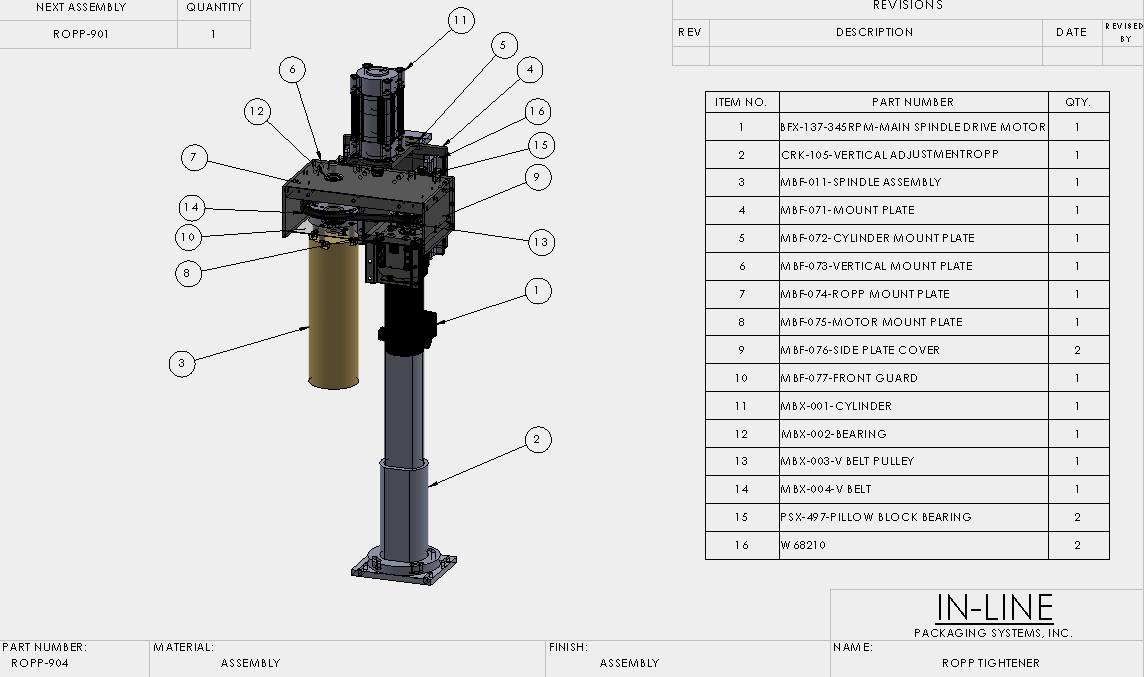 NEXT ASSEMBLY QUANTITY
ROPP-901 1
REVISIONS
REV DESCRIPTION DATE REVISED BY
11
5
6
4
12
16
15
7
9
14
10
13
8
1
3
2
ITEM NO. PART NUMBER QTY.
1 BFX-137-345RPM-MAIN SPINDLE DRIVE MOTOR 1
2 CRK-105-VERTICAL ADJUSTMENTROPP 1
3 MBF-011-SPINDLE ASSEMBLY 1
4 MBF-071-MOUNT PLATE 1
5 MBF-072-CYLINDER MOUNT PLATE 1
6 MBF-073-VERTICAL MOUNT PLATE 1
7 MBF-074-ROPP MOUNT PLATE 1
8 MBF-075-MOTOR MOUNT PLATE 1
9 MBF-076-SIDE PLATE COVER 2
10 MBF-077-FRONT GUARD 1
11 MBX-001-CYLINDER 1
12 MBX-002-BEARING 1
13 MBX-003-V BELT PULLEY 1
14 MBX-004-V BELT 1
15 PSX-497-PILLOW BLOCK BEARING 2
16 W 68210 2
IN-LINE
PACKAGING SYSTEMS, INC.
PART NUMBER: MATERIAL: FINISH: NAME:
ROPP-904 ASSEMBLY ASSEMBLY ROPP TIGHTENER